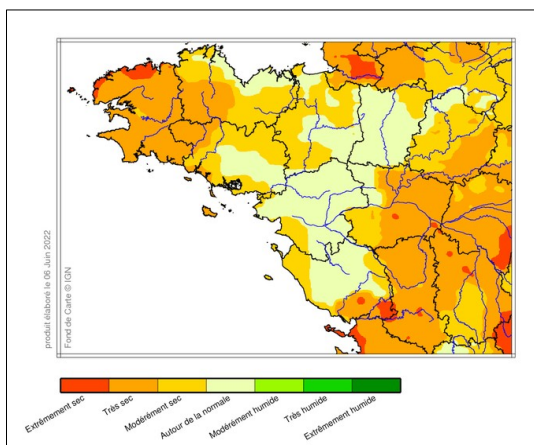 produit élaboré le 06 Juin 2022
Fond de Carte © IGN
Extrêmement sec
Très sec
Modérément sec
Autour de la normale
Modérément humide
Très humide
Extrêmement humide